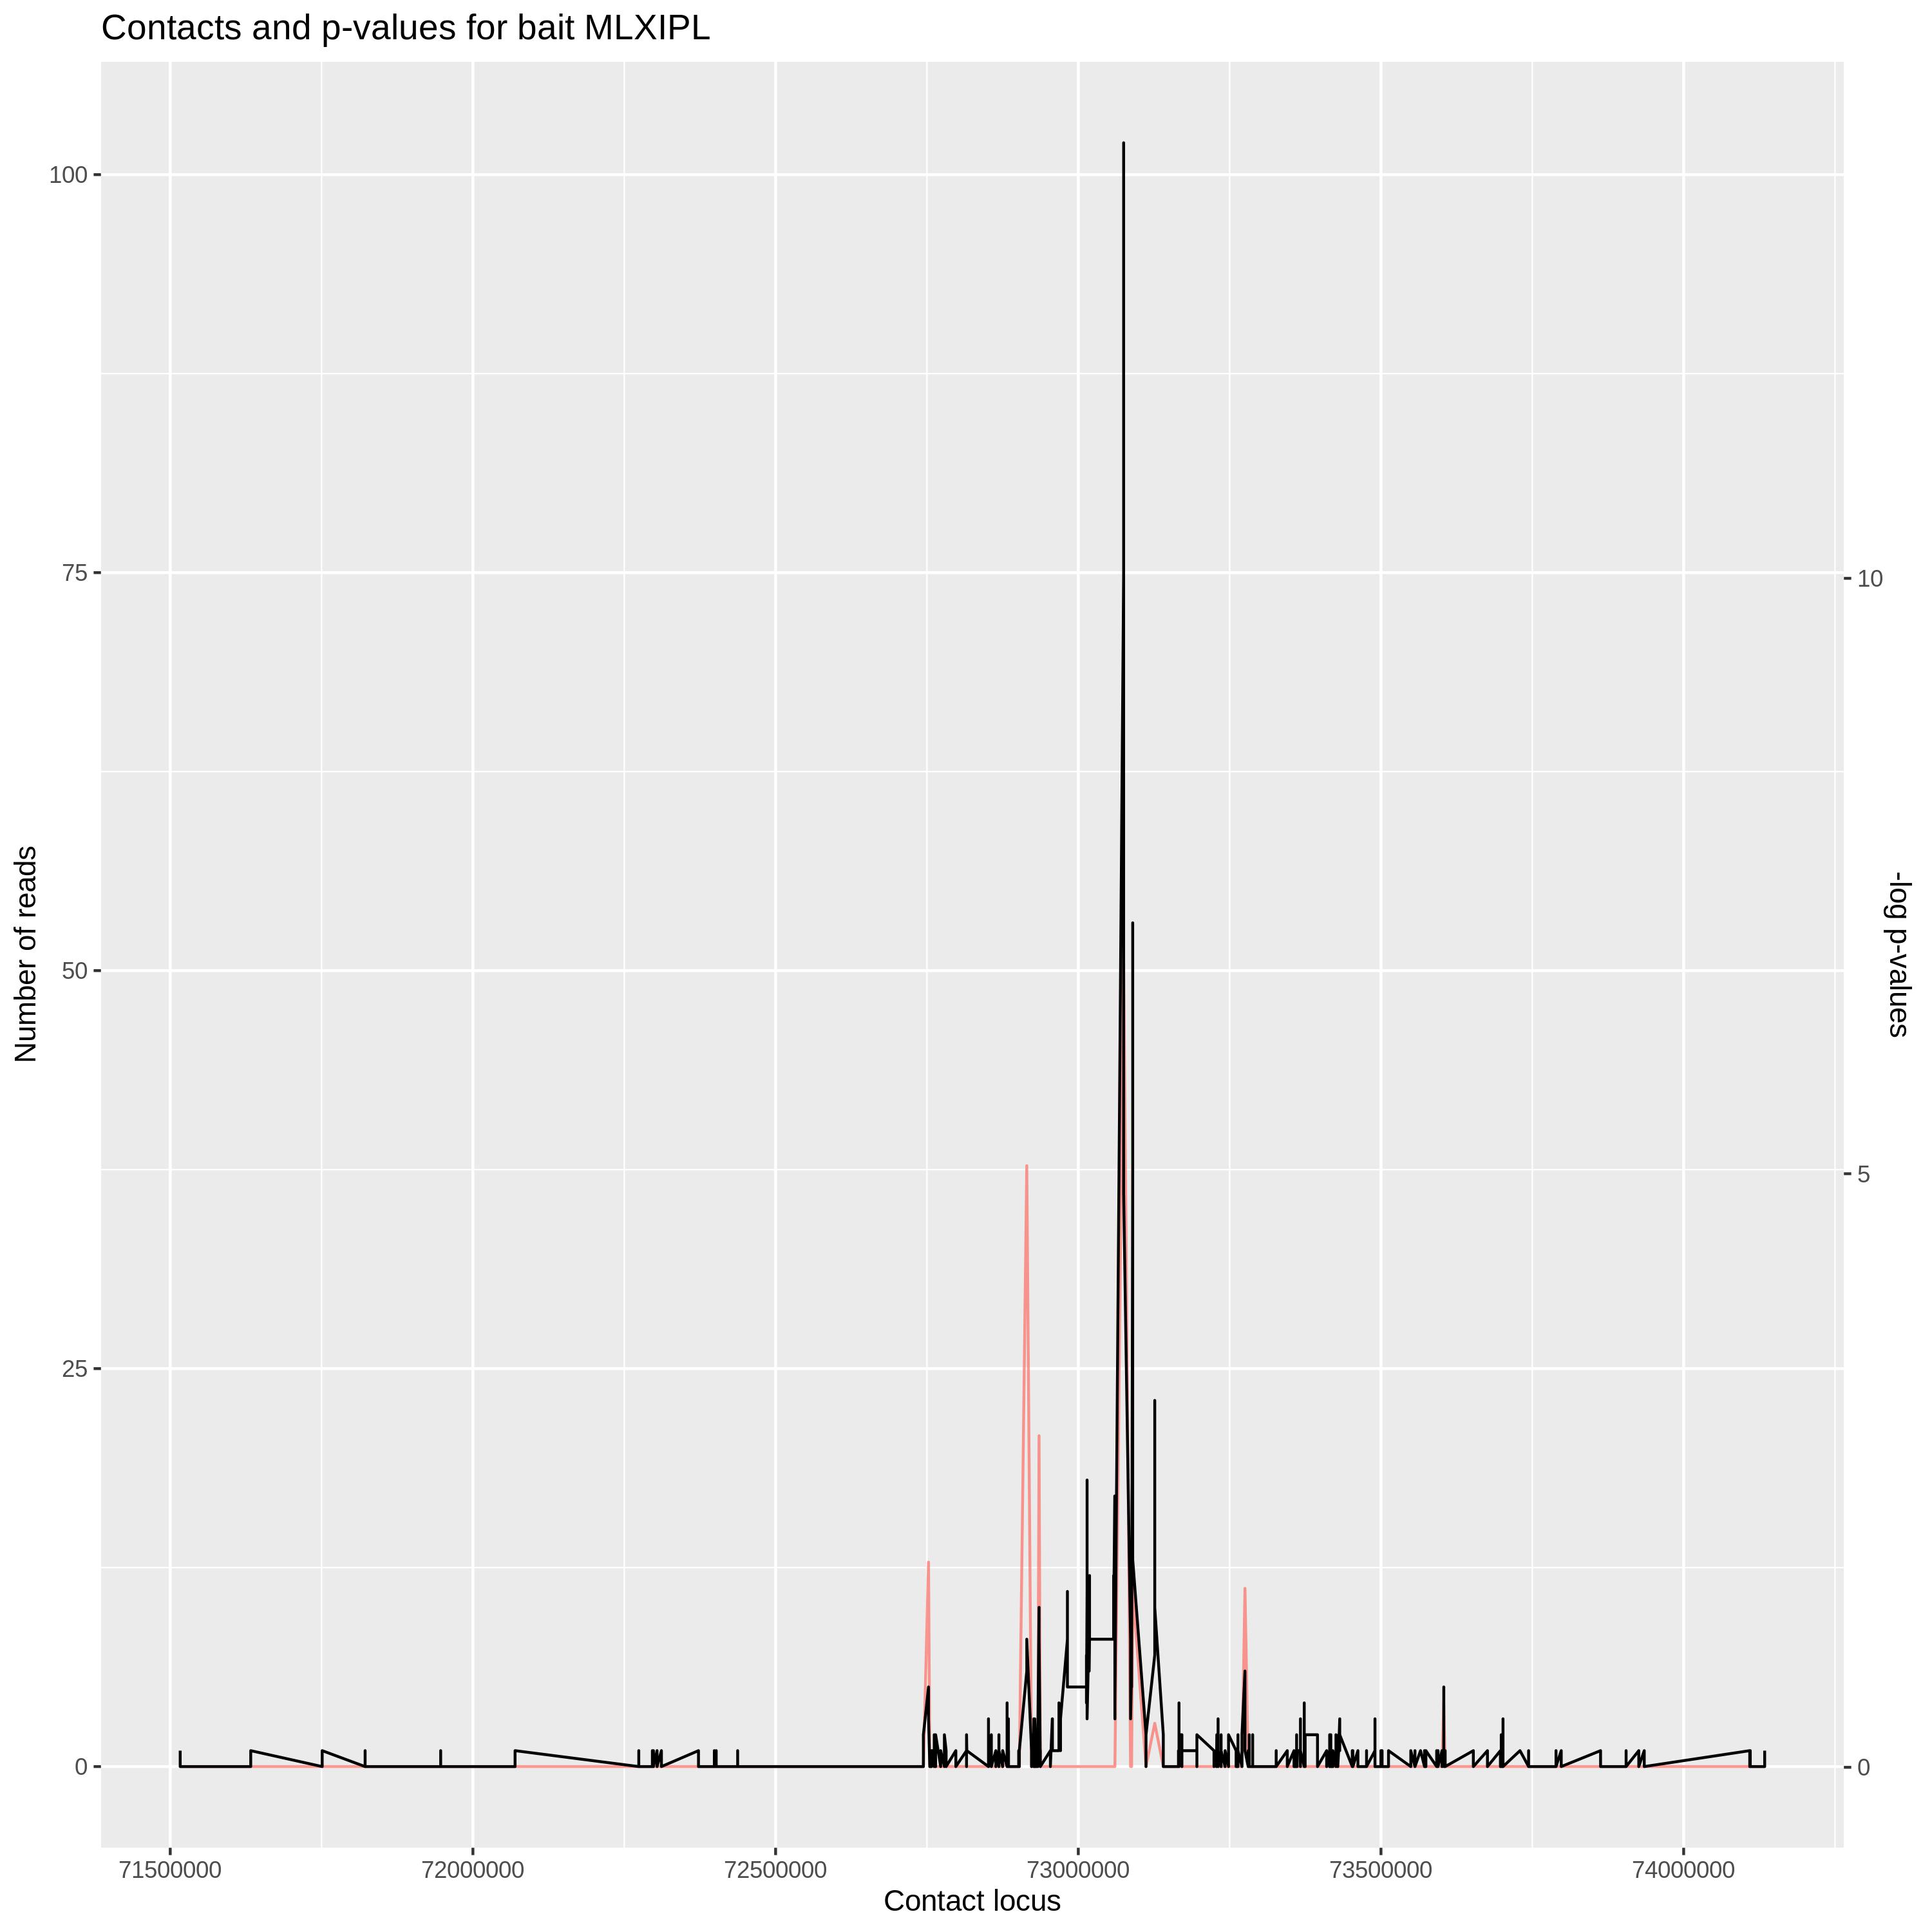 Contacts and p-values for bait MLXIPL
100
75
50
25
0
Number of reads
10
5
0
-log p-values
71500000 72000000 72500000 73000000 73500000 74000000
Contact locus